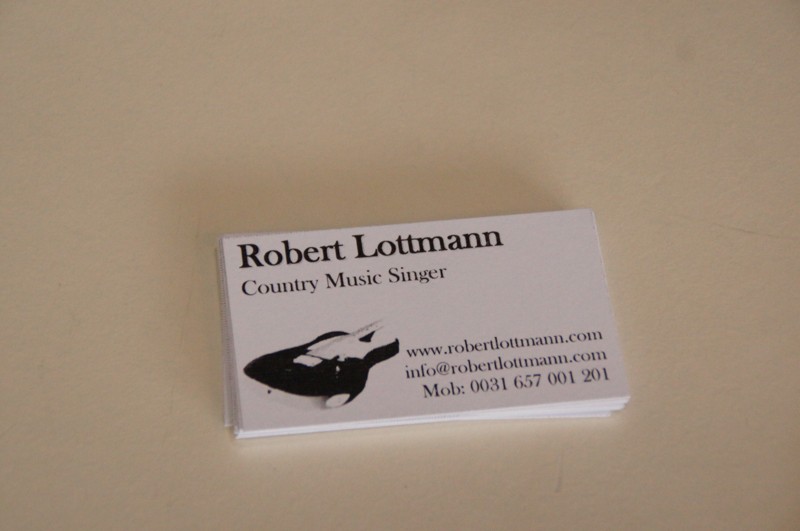 Robert Lottmann
Country Music Singer
www.robertlottmann.com
info@robertlottmann.com
Mob: 0031 657 001 201